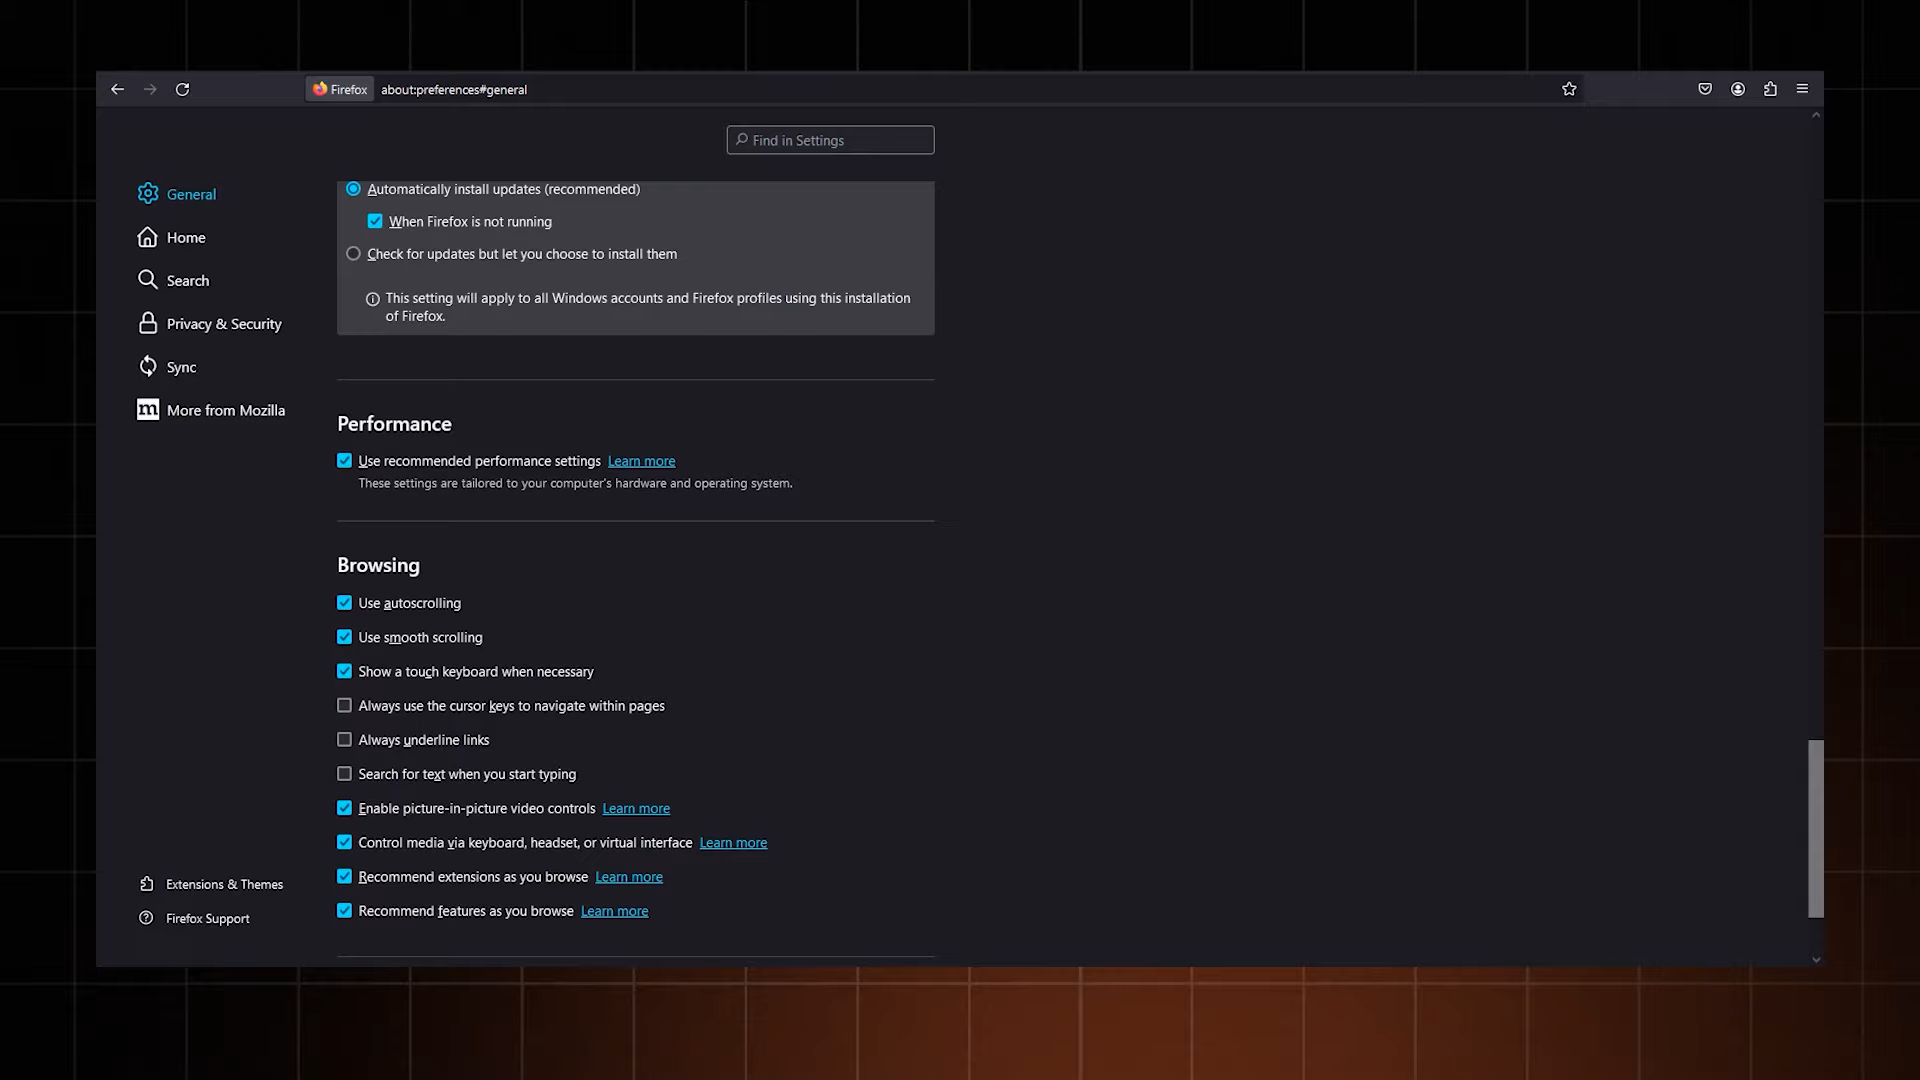 Firefox about:preferences#general
Find in Settings
General
Home
Search
Privacy & Security
Sync
m More from Mozilla
Extensions & Themes
Firefox Support
Automatically install updates (recommended)
When Firefox is not running
Check for updates but let you choose to install them
This setting will apply to all Windows accounts and Firefox profiles using this installation
of Firefox.
Performance
Use recommended performance settings Learn more
These settings are tailored to your computer's hardware and operating system.
Browsing
Use autoscrolling
Use smooth scrolling
Show a touch keyboard when necessary
Always use the cursor keys to navigate within pages
Always underline links
Search for text when you start typing
Enable picture-in-picture video controls Learn more
Control media via keyboard, headset, or virtual interface Learn more
Recommend extensions as you browse Learn more
Recommend features as you browse Learn more